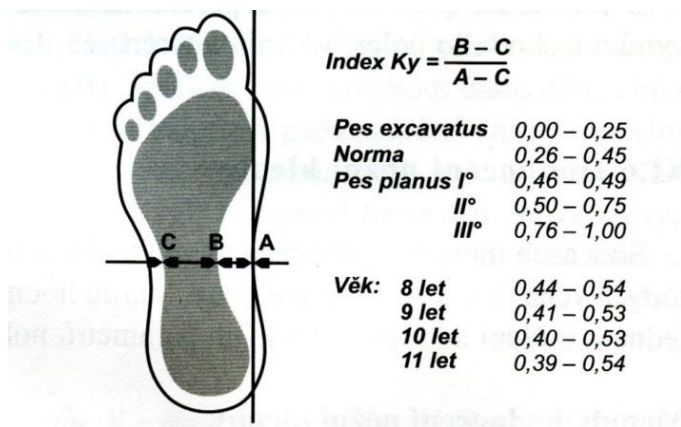 Index Ky = B – C
A – C
Pes excavatus 0,00 – 0,25
Norma 0,26 – 0,45
Pes planus I° 0,46 – 0,49
II° 0,50 – 0,75
III° 0,76 – 1,00
C B A
Věk: 8 let 0,44 – 0,54
9 let 0,41 – 0,53
10 let 0,40 – 0,53
11 let 0,39 – 0,54